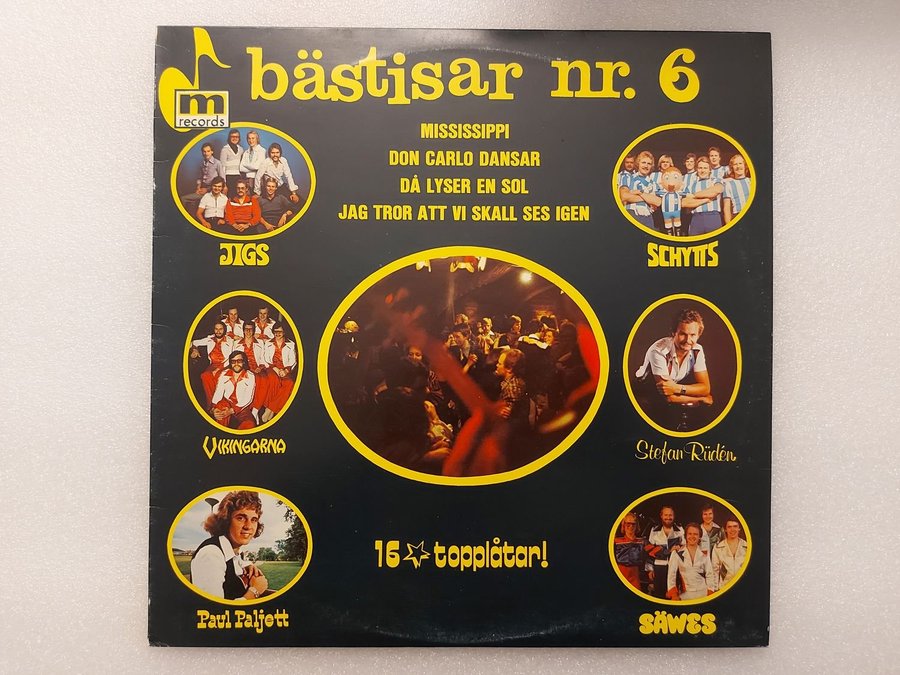 bästisar nr. 6
m
records
MISSISSIPPI
DON CARLO DANSAR
DÅ LYSER EN SOL
JAG TROR ATT VI SKALL SES IGEN
JIGS
SCHYTTS
VIKINGARNA
Stefan Rüdén
16 topplåtar!
Paul Paljett
SÄWES